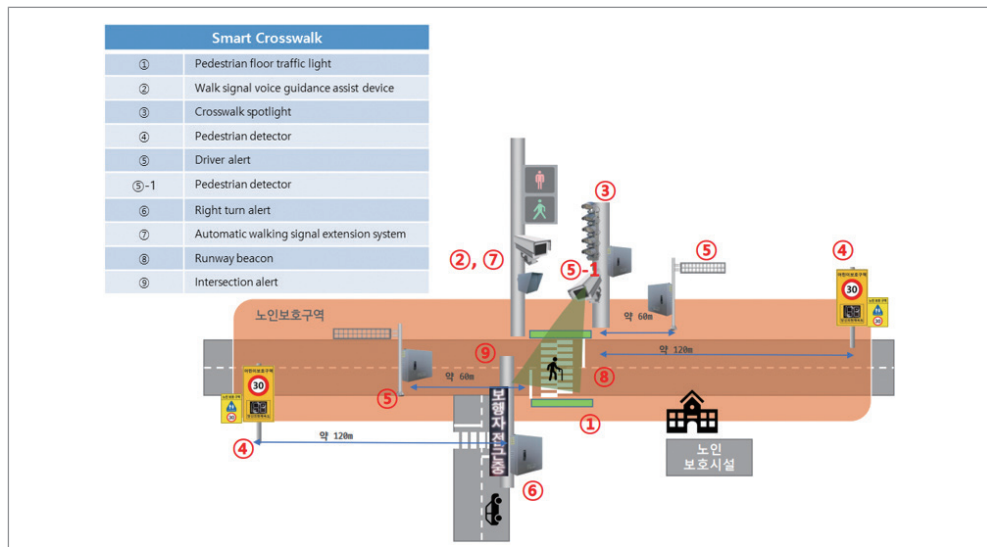 Smart Crosswalk
① Pedestrian floor traffic light
② Walk signal voice guidance assist device
③ Crosswalk spotlight
④ Pedestrian detector
⑤ Driver alert
⑤-1 Pedestrian detector
⑥ Right turn alert
⑦ Automatic walking signal extension system
⑧ Runway beacon
⑨ Intersection alert
③
②, ⑦
⑤-1
⑤
④
30
노인보호구역
약 60m
약 120m
⑨
약 60m
⑧
30
⑤
①
보행자접근중
약 120m
④
노인
보호시설
⑥